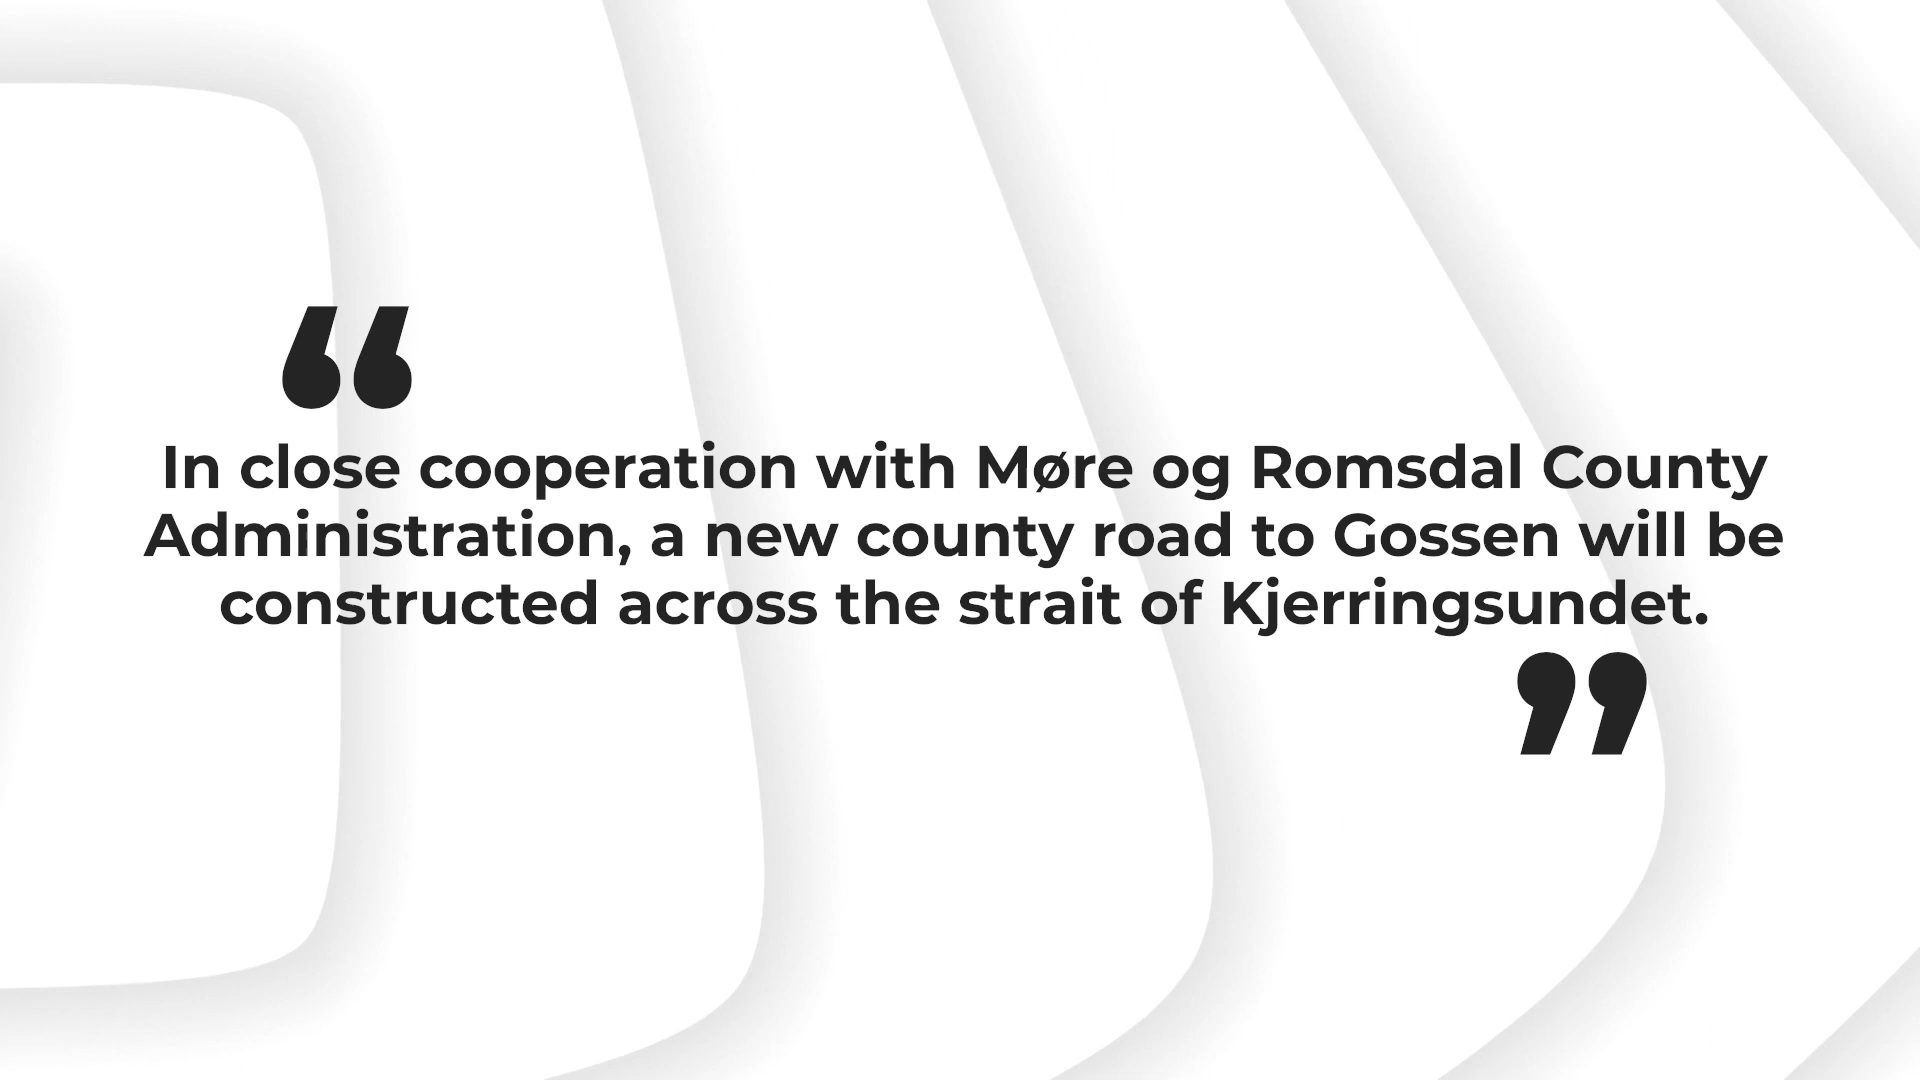 “
In close cooperation with Møre og Romsdal County
Administration, a new county road to Gossen will be
constructed across the strait of Kjerringsundet.
”